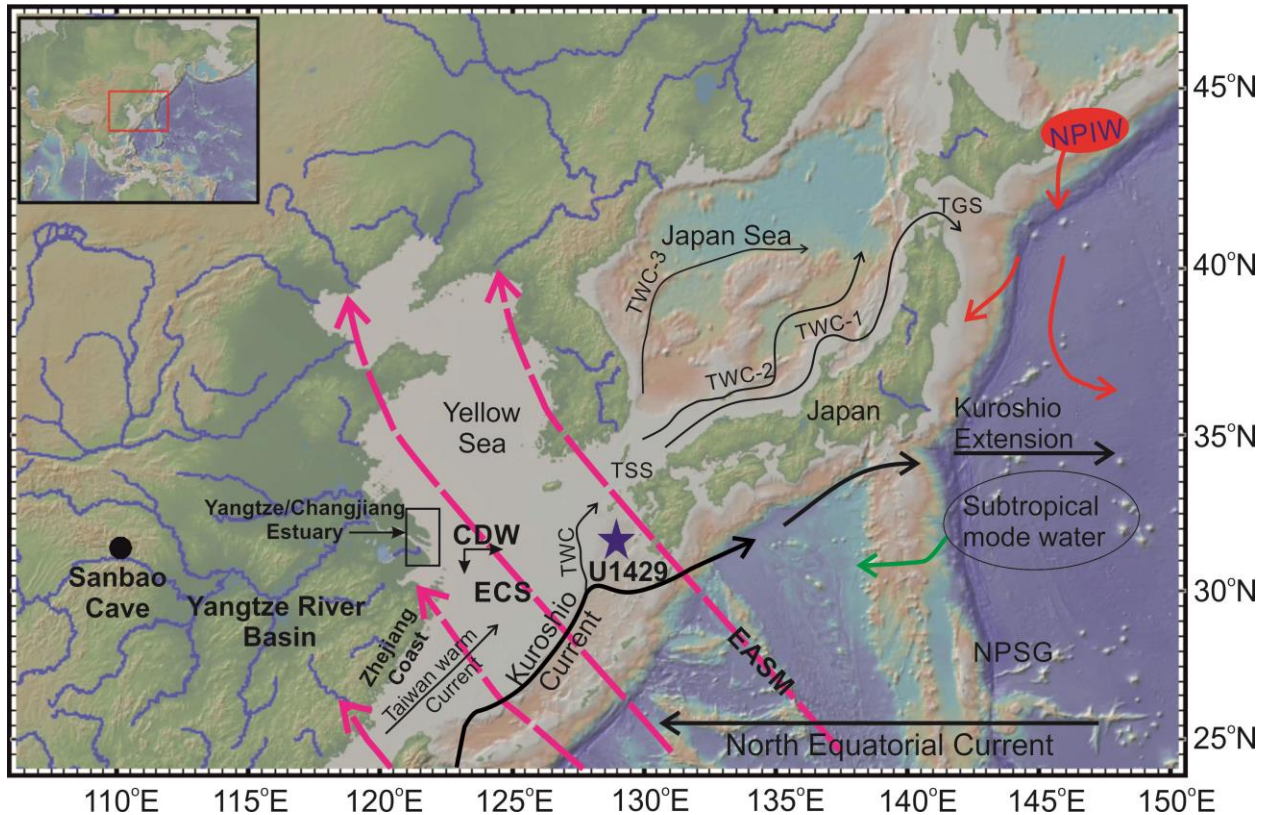 45°N
NPIW
TGS
Japan Sea
40°N
TWC-3
TWC-1
TWC-2
Yellow
Sea
Japan
Kuroshio
Extension
35°N
TSS
Yangtze/Changjiang
Estuary
CDW
TWC
Subtropical
mode water
U1429
Sanbao
Cave
ECS
30°N
Yangtze River
Basin
Zhejiang
Coast
Taiwan warm
Current
Kuroshio
Current
EASM
NPSG
North Equatorial Current
25°N
110°E
115°E
120°E
125°E
130°E
135°E
140°E
145°E
150°E